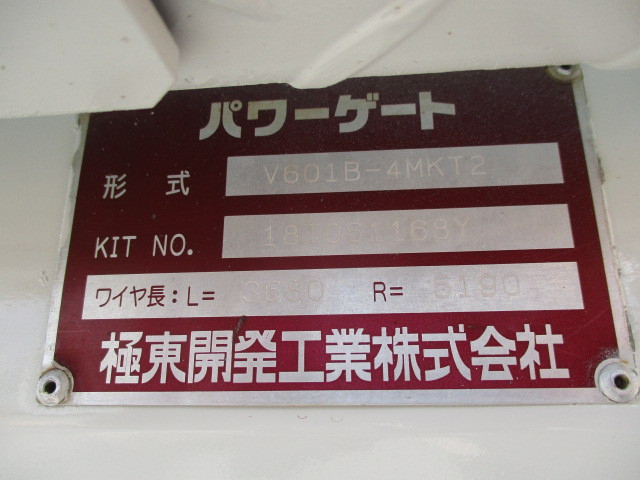 パワーゲート
形式 V601B-4MKT2
KIT NO.
ワイヤ長:L= R=
極東開発工業株式会社